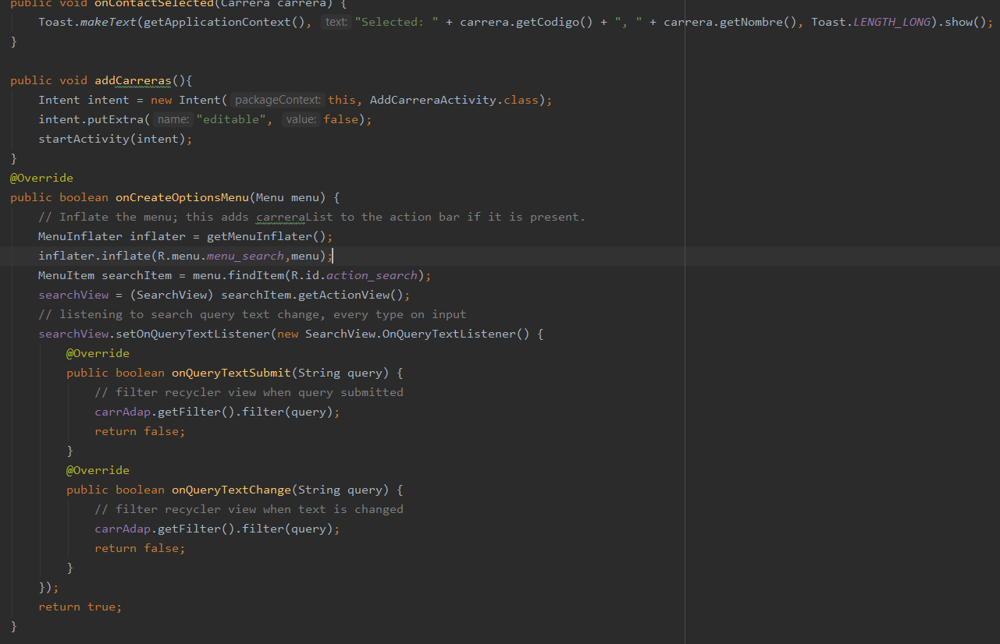 public void onContactSelected(Carrera carrera) {
    Toast.makeText(getApplicationContext(), text: "Selected: " + carrera.getCodigo() + ", " + carrera.getNombre(), Toast.LENGTH_LONG).show();
}

public void addCarreras(){
    Intent intent = new Intent( packageContext: this, AddCarreraActivity.class);
    intent.putExtra( name: "editable", value: false);
    startActivity(intent);
}
@Override
public boolean onCreateOptionsMenu(Menu menu) {
    // Inflate the menu; this adds carreraList to the action bar if it is present.
    MenuInflater inflater = getMenuInflater();
    inflater.inflate(R.menu.menu_search,menu);
    MenuItem searchItem = menu.findItem(R.id.action_search);
    searchView = (SearchView) searchItem.getActionView();
    // listening to search query text change, every type on input
    searchView.setOnQueryTextListener(new SearchView.OnQueryTextListener() {
        @Override
        public boolean onQueryTextSubmit(String query) {
            // filter recycler view when query submitted
            carrAdap.getFilter().filter(query);
            return false;
        }
        @Override
        public boolean onQueryTextChange(String query) {
            // filter recycler view when text is changed
            carrAdap.getFilter().filter(query);
            return false;
        }
    });
    return true;
}